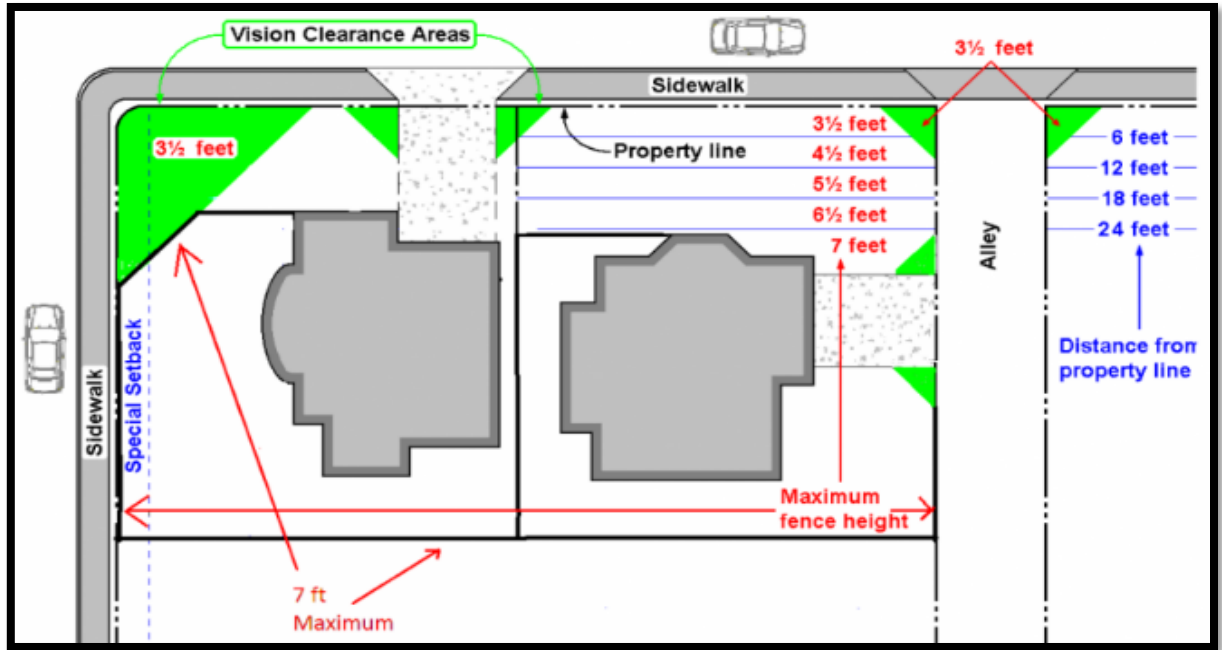 Vision Clearance Areas
3½ feet
Sidewalk
3½ feet
Property line
3½ feet
4½ feet
5½ feet
6½ feet
7 feet
6 feet
12 feet
18 feet
24 feet
Alley
Distance from
property line
Sidewalk
Special Setback
Maximum
fence height
7 ft
Maximum